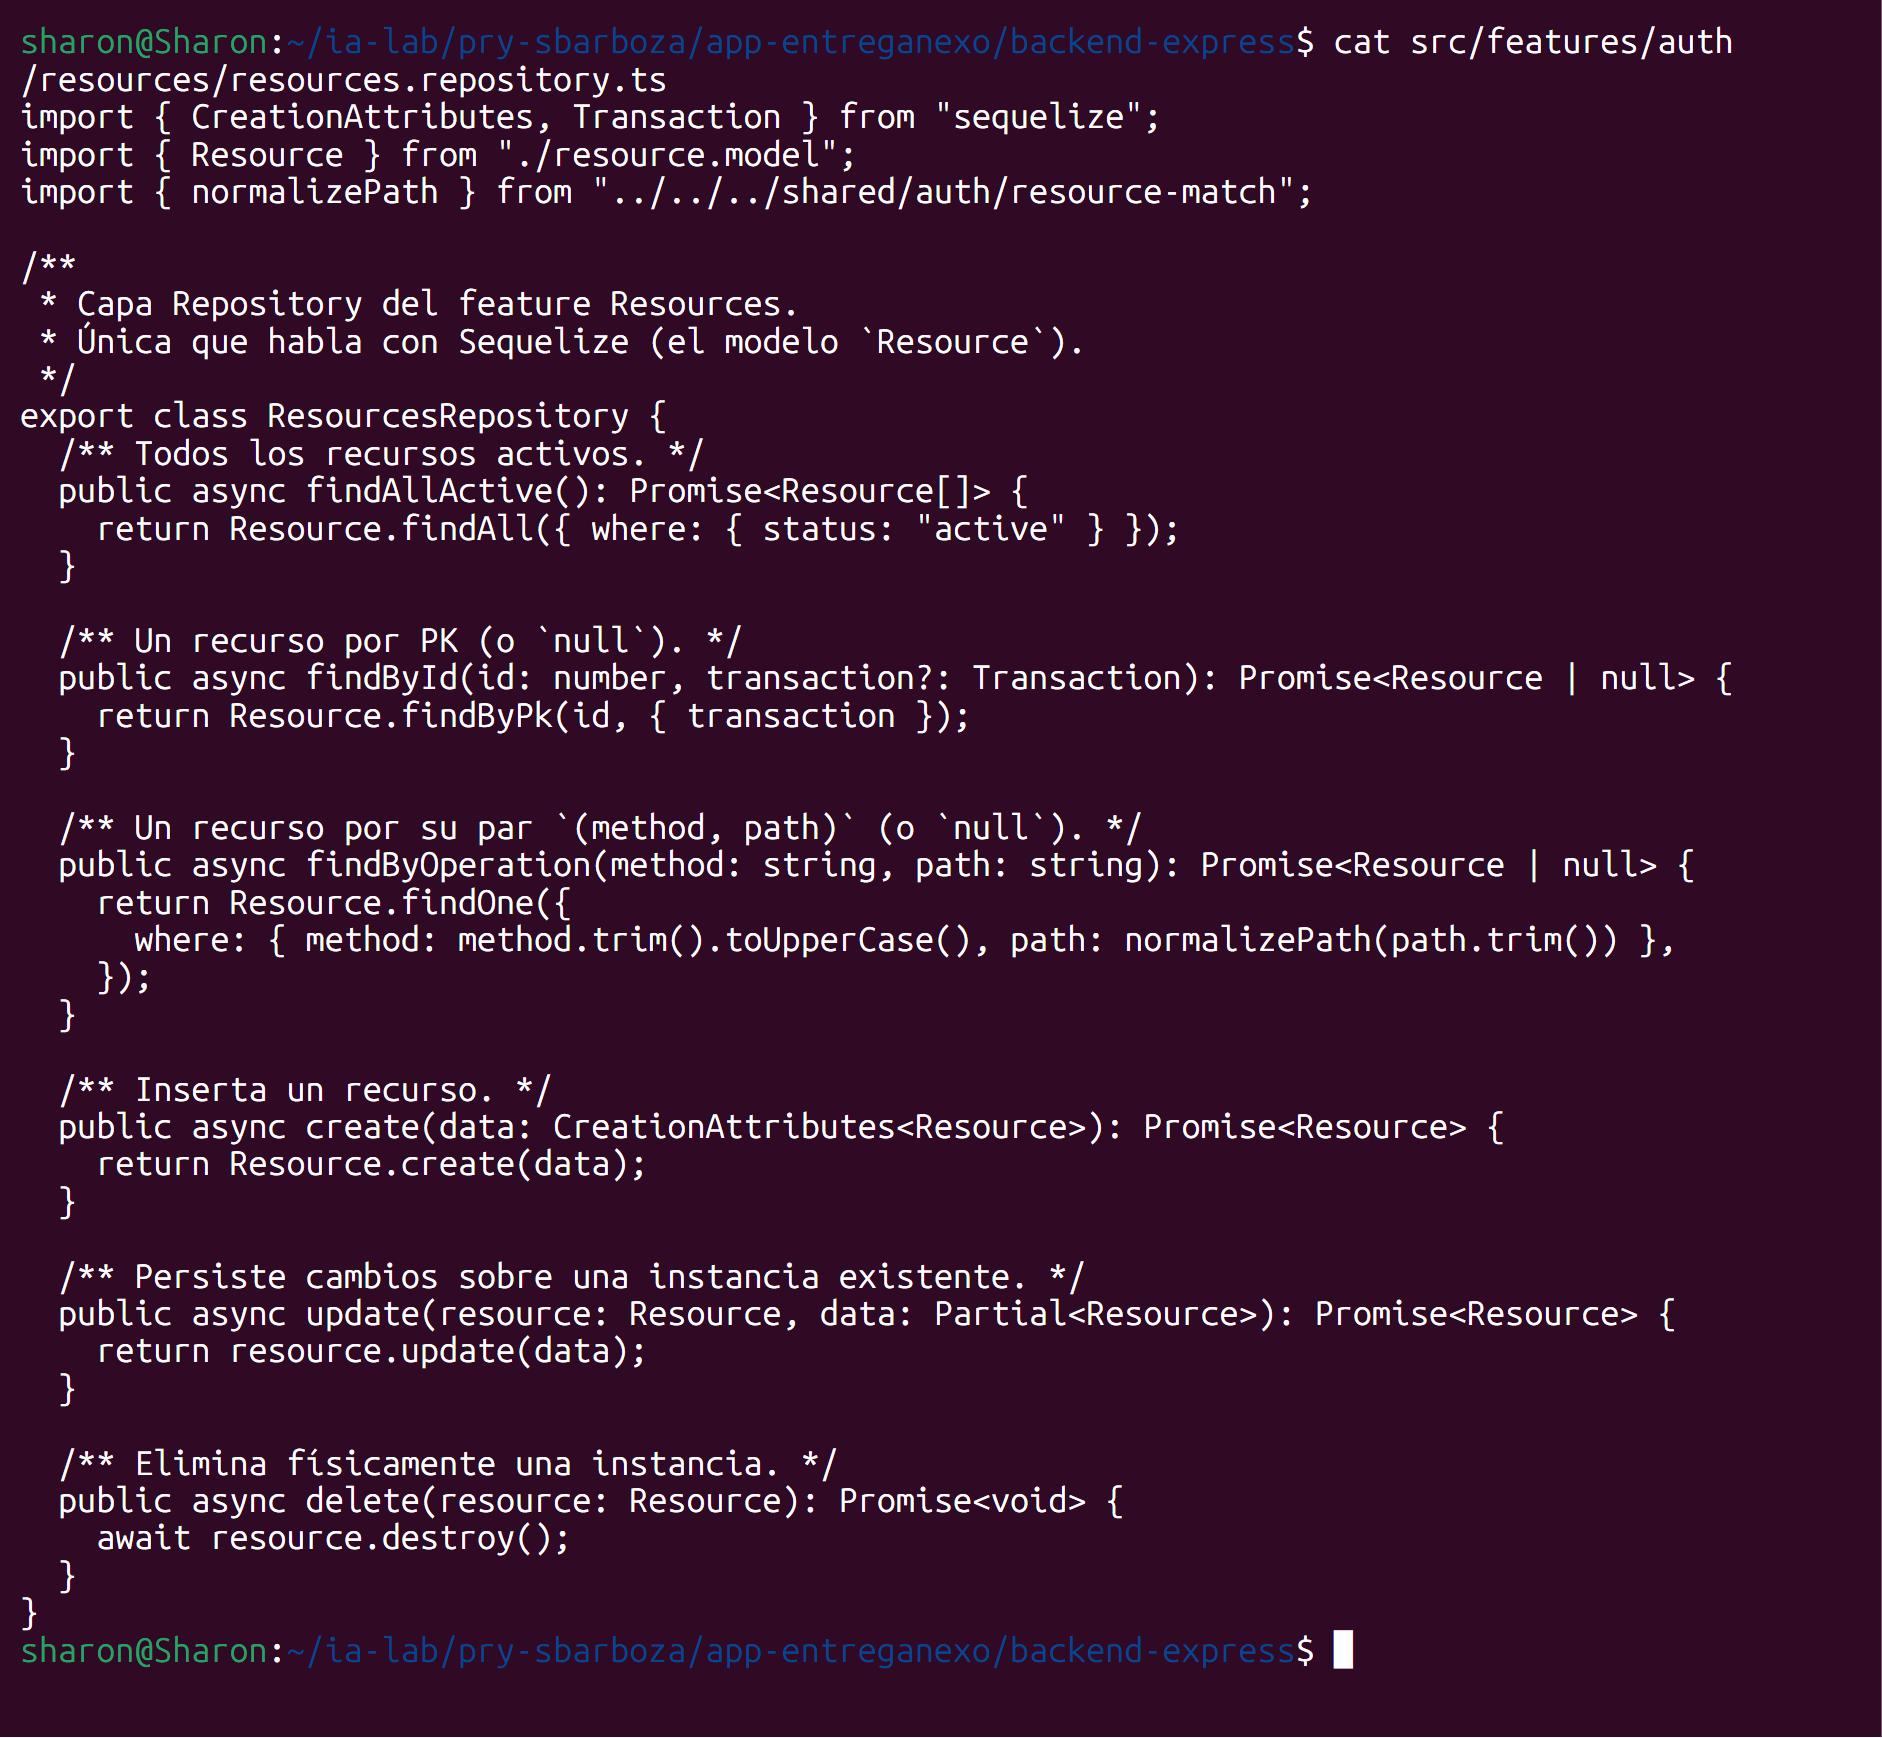 sharon@Sharon:~/ia-lab/pry-sbarboza/app-entreganexo/backend-express$ cat src/features/auth
/resources/resources.repository.ts
import { CreationAttributes, Transaction } from "sequelize";
import { Resource } from "./resource.model";
import { normalizePath } from "../../../shared/auth/resource-match";

/**
 * Capa Repository del feature Resources.
 * Única que habla con Sequelize (el modelo `Resource`).
 */
export class ResourcesRepository {
  /** Todos los recursos activos. */
  public async findAllActive(): Promise<Resource[]> {
    return Resource.findAll({ where: { status: "active" } });
  }

  /** Un recurso por PK (o `null`). */
  public async findById(id: number, transaction?: Transaction): Promise<Resource | null> {
    return Resource.findByPk(id, { transaction });
  }

  /** Un recurso por su par `(method, path)` (o `null`). */
  public async findByOperation(method: string, path: string): Promise<Resource | null> {
    return Resource.findOne({
      where: { method: method.trim().toUpperCase(), path: normalizePath(path.trim()) },
    });
  }

  /** Inserta un recurso. */
  public async create(data: CreationAttributes<Resource>): Promise<Resource> {
    return Resource.create(data);
  }

  /** Persiste cambios sobre una instancia existente. */
  public async update(resource: Resource, data: Partial<Resource>): Promise<Resource> {
    return resource.update(data);
  }

  /** Elimina físicamente una instancia. */
  public async delete(resource: Resource): Promise<void> {
    await resource.destroy();
  }
}
sharon@Sharon:~/ia-lab/pry-sbarboza/app-entreganexo/backend-express$